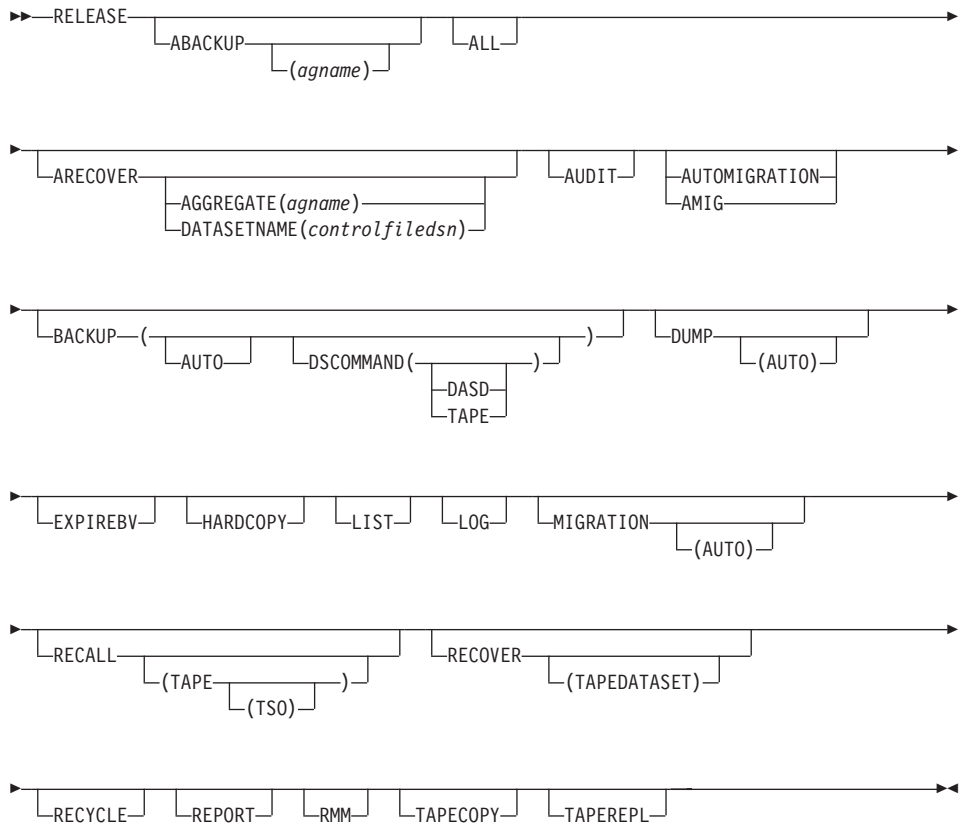 RELEASE
ABACKUP
(agname)
ALL
ARECOVER
AGGREGATE(agname)
DATASETNAME(controlfiledsn)
AUDIT
AUTOMIGRATION
AMIG
BACKUP ( )
AUTO
DSCOMMAND( )
DASD
TAPE
DUMP
(AUTO)
EXPIREBV
HARDCOPY
LIST
LOG
MIGRATION
(AUTO)
RECALL
(TAPE )
(TSO)
RECOVER
(TAPEDATASET)
RECYCLE
REPORT
RMM
TAPECOPY
TAPEREPL